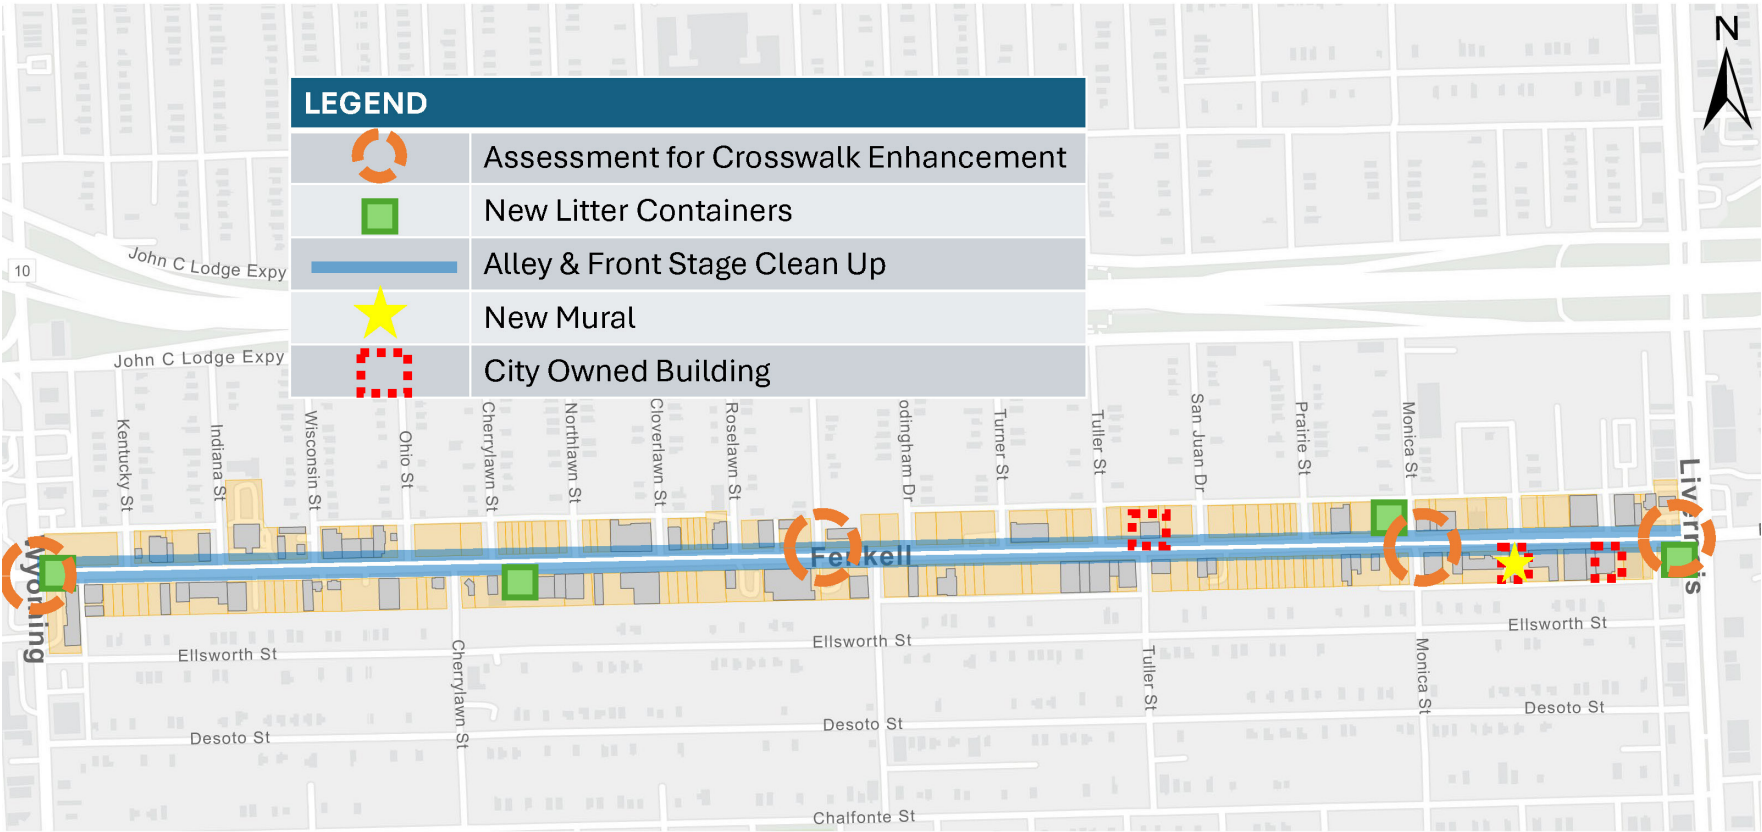 N
LEGEND
Assessment for Crosswalk Enhancement
New Litter Containers
Alley & Front Stage Clean Up
New Mural
City Owned Building
John C Lodge Expy
10
John C Lodge Expy
Kentucky St
Indiana St
Wisconsin St
Ohio St
Cherrylawn St
Northlawn St
Cloverlawn St
Roselawn St
odingham Dr
Turner St
Tuller St
San Juan Dr
Prairie St
Monica St
Fenkell
Ellsworth St
Ellsworth St
Ellsworth St
Cherrylawn St
Tuller St
Monica St
Desoto St
Desoto St
Desoto St
Chalfonte St